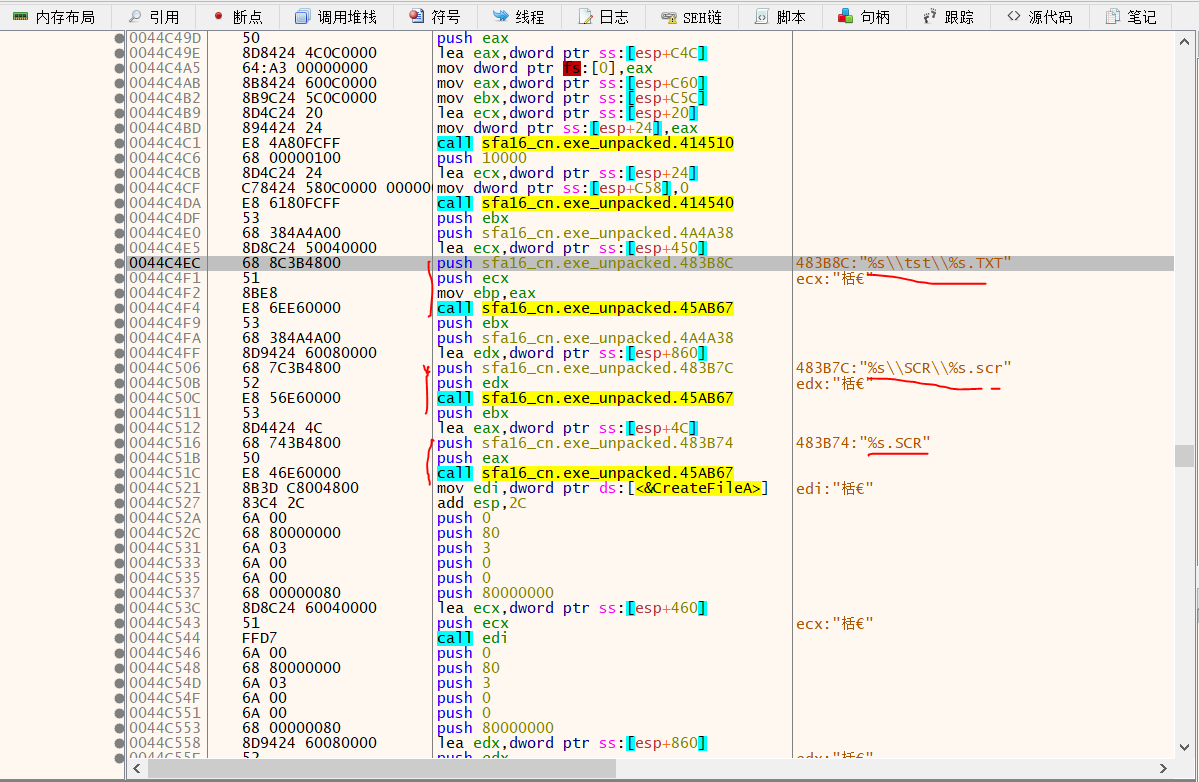 内存布局 引用 断点 调用堆栈 符号 线程 日志 SEH链 脚本 句柄 跟踪 源代码 笔记
0044C49D 50 push eax
0044C49E 8D8424 4C0C0000 lea eax,dword ptr ss:[esp+C4C]
0044C4A5 64:A3 00000000 mov dword ptr fs:[0],eax
0044C4AB 8B8424 600C0000 mov eax,dword ptr ss:[esp+C60]
0044C4B2 8B9C24 5C0C0000 mov ebx,dword ptr ss:[esp+C5C]
0044C4B9 8D4C24 20 lea ecx,dword ptr ss:[esp+20]
0044C4BD 894424 24 mov dword ptr ss:[esp+24],eax
0044C4C1 E8 4A80FCFF call sfa16_cn.exe_unpacked.414510
0044C4C6 68 00000100 push 10000
0044C4CB 8D4C24 24 lea ecx,dword ptr ss:[esp+24]
0044C4CF C78424 580C0000 00000 mov dword ptr ss:[esp+C58],0
0044C4DA E8 6180FCFF call sfa16_cn.exe_unpacked.414540
0044C4DF 53 push ebx
0044C4E0 68 384A4A00 push sfa16_cn.exe_unpacked.4A4A38
0044C4E5 8D8C24 50040000 lea ecx,dword ptr ss:[esp+450]
0044C4EC 68 8C3B4800 push sfa16_cn.exe_unpacked.483B8C 483B8C:"%s\\tst\\%s.TXT"
0044C4F1 51 push ecx ecx:"栝€"
0044C4F2 8BE8 mov ebp,eax
0044C4F4 E8 6EE60000 call sfa16_cn.exe_unpacked.45AB67
0044C4F9 53 push ebx
0044C4FA 68 384A4A00 push sfa16_cn.exe_unpacked.4A4A38
0044C4FF 8D9424 60080000 lea edx,dword ptr ss:[esp+860]
0044C506 68 7C3B4800 push sfa16_cn.exe_unpacked.483B7C 483B7C:"%s\\SCR\\%s.scr"
0044C50B 52 push edx edx:"栝€"
0044C50C E8 56E60000 call sfa16_cn.exe_unpacked.45AB67
0044C511 53 push ebx
0044C512 8D4424 4C lea eax,dword ptr ss:[esp+4C]
0044C516 68 743B4800 push sfa16_cn.exe_unpacked.483B74 483B74:"%s.SCR"
0044C51B 50 push eax
0044C51C E8 46E60000 call sfa16_cn.exe_unpacked.45AB67
0044C521 8B3D C8004800 mov edi,dword ptr ds:[<&CreateFileA>] edi:"栝€"
0044C527 83C4 2C add esp,2C
0044C52A 6A 00 push 0
0044C52C 68 80000000 push 80
0044C531 6A 03 push 3
0044C533 6A 00 push 0
0044C535 6A 00 push 0
0044C537 68 00000080 push 80000000
0044C53C 8D8C24 60040000 lea ecx,dword ptr ss:[esp+460]
0044C543 51 push ecx ecx:"栝€"
0044C544 FFD7 call edi
0044C546 6A 00 push 0
0044C548 68 80000000 push 80
0044C54D 6A 03 push 3
0044C54F 6A 00 push 0
0044C551 6A 00 push 0
0044C553 68 00000080 push 80000000
0044C558 8D9424 60080000 lea edx,dword ptr ss:[esp+860]